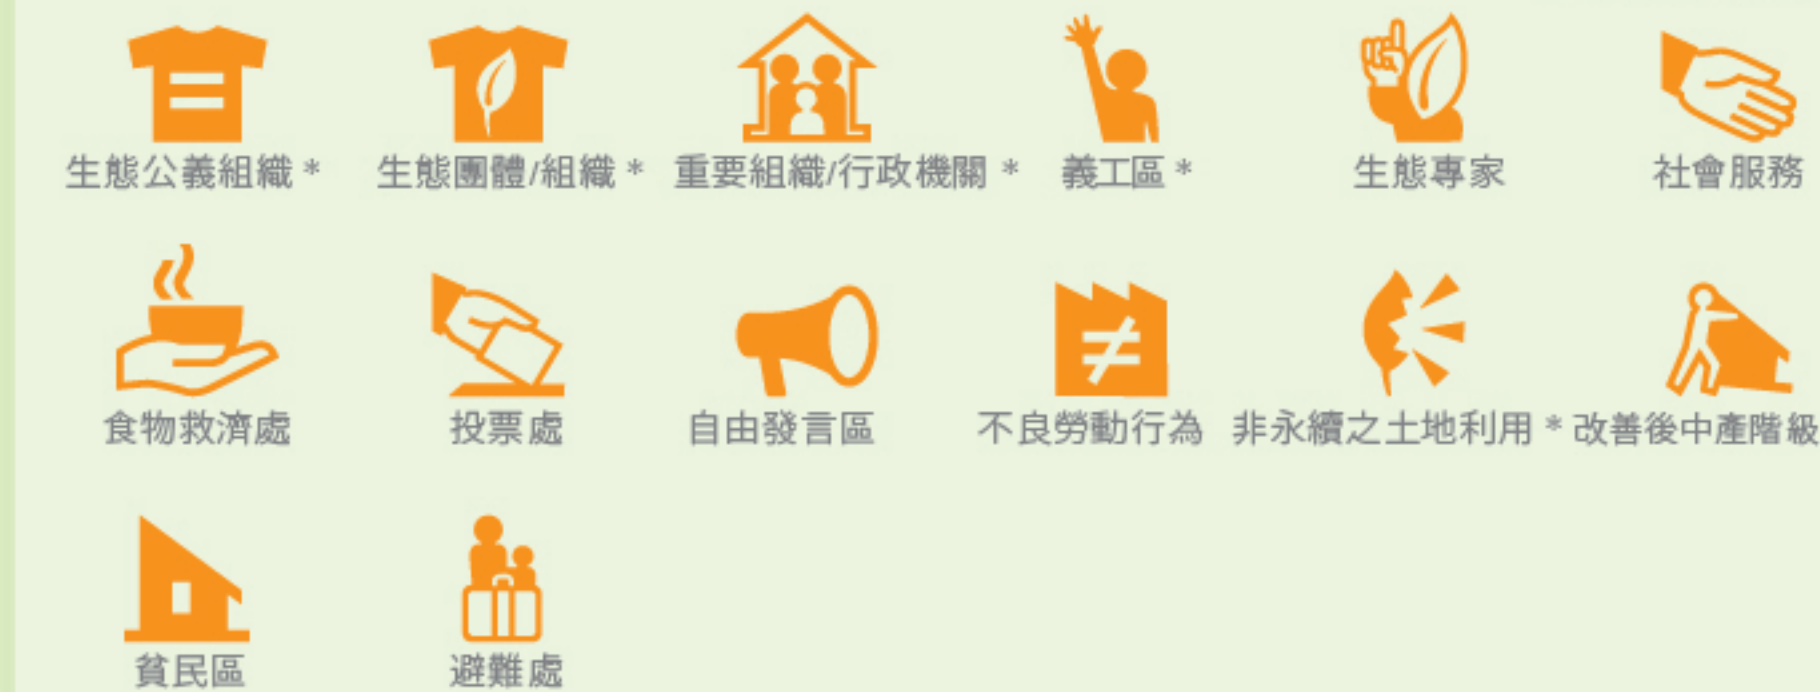 生態公義組織 * 生態團體/組織 * 重要組織/行政機關 * 義工區 * 生態專家 社會服務
食物救濟處 投票處 自由發言區 不良勞動行為 非永續之土地利用 * 改善後中產階級
貧民區 避難處